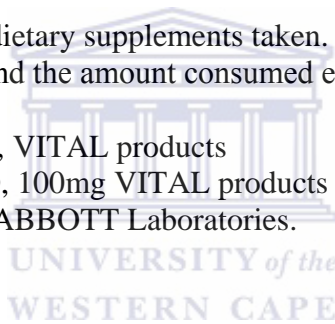 dietary supplements taken.
nd the amount consumed e
, VITAL products
, 100mg VITAL products
ABBOTT Laboratories.
UNIVERSITY of the
WESTERN CAPE